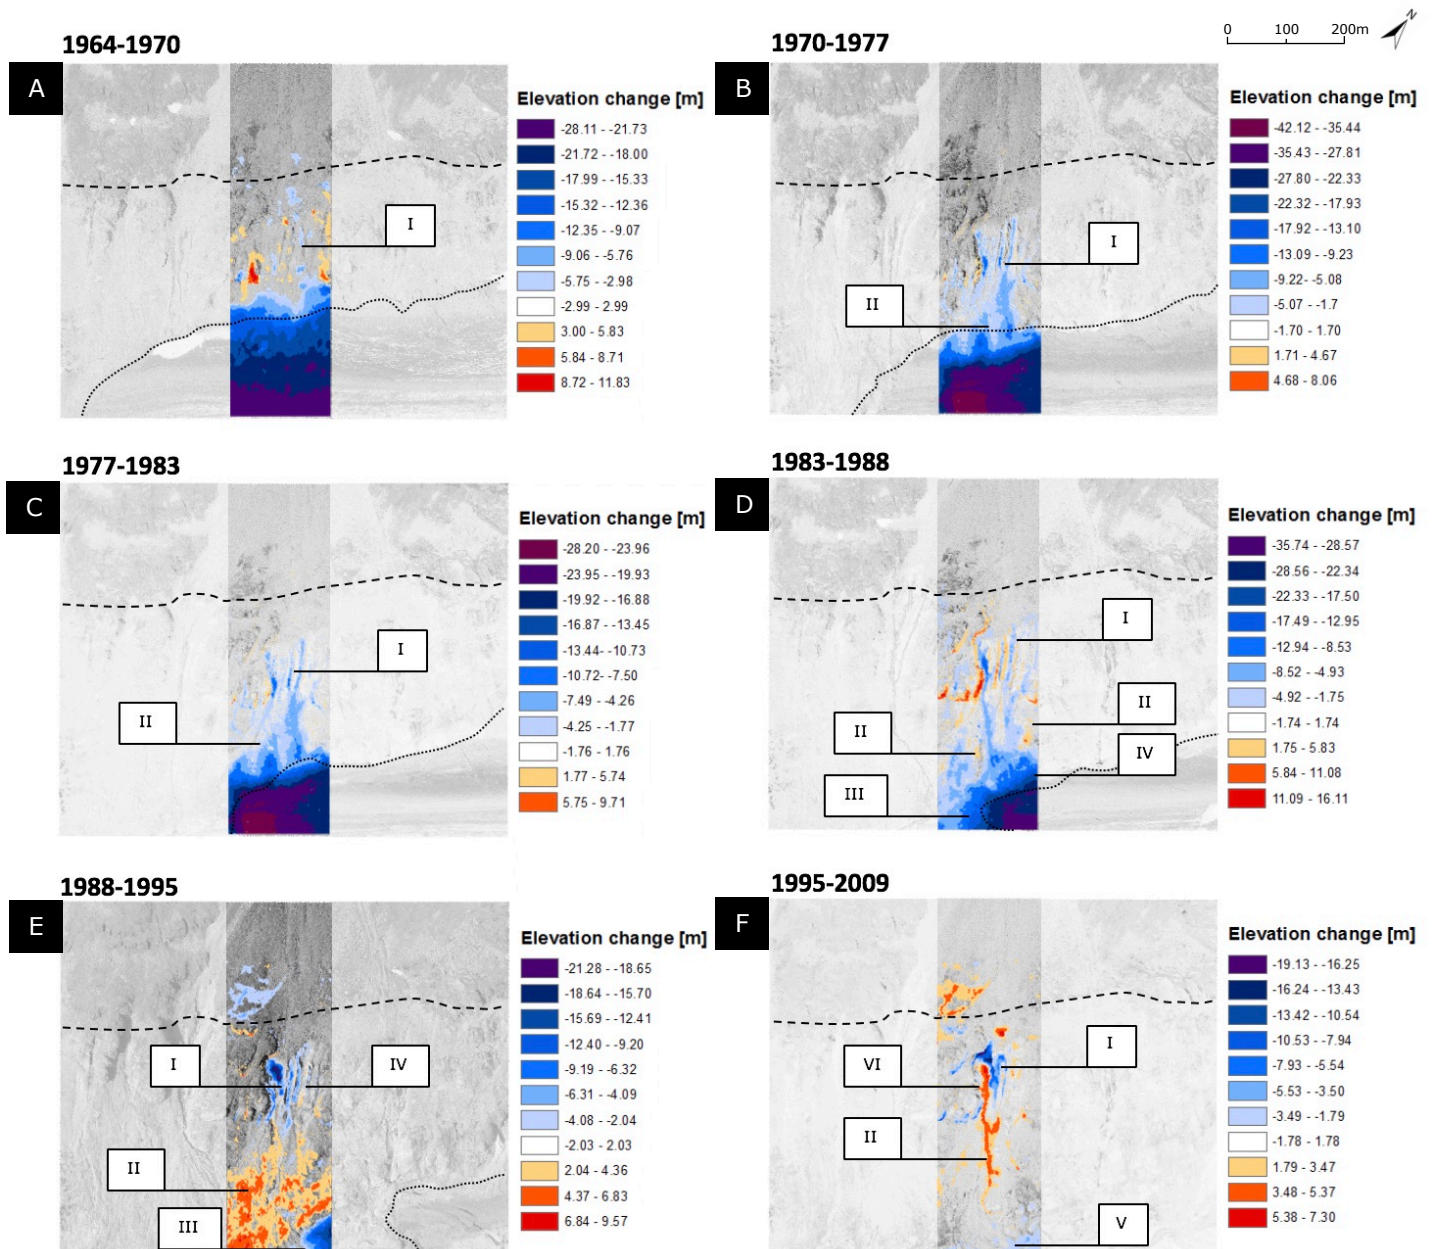 0 100 200m
N
1964-1970
A
I
Elevation change [m]
-28.11 - -21.73
-21.72 - -18.00
-17.99 - -15.33
-15.32 - -12.36
-12.35 - -9.07
-9.06 - -5.76
-5.75 - -2.98
-2.99 - 2.99
3.00 - 5.83
5.84 - 8.71
8.72 - 11.83
1970-1977
B
I
II
Elevation change [m]
-42.12 - -35.44
-35.43 - -27.81
-27.80 - -22.33
-22.32 - -17.93
-17.92 - -13.10
-13.09 - -9.23
-9.22 - -5.08
-5.07 - -1.7
-1.70 - 1.70
1.71 - 4.67
4.68 - 8.06
1977-1983
C
I
II
Elevation change [m]
-28.20 - -23.96
-23.95 - -19.93
-19.92 - -16.88
-16.87 - -13.45
-13.44 - -10.73
-10.72- -7.50
-7.49 - -4.26
-4.25 - -1.77
-1.76 - 1.76
1.77 - 5.74
5.75 - 9.71
1983-1988
D
I
II
II
IV
III
Elevation change [m]
-35.74 - -28.57
-28.56 - -22.34
-22.33 - -17.50
-17.49 - -12.95
-12.94 - -8.53
-8.52 - -4.93
-4.92 - -1.75
-1.74 - 1.74
1.75 - 5.83
5.84 - 11.08
11.09 - 16.11
1988-1995
E
I
IV
II
III
Elevation change [m]
-21.28 - -18.65
-18.64 - -15.70
-15.69 - -12.41
-12.40 - -9.20
-9.19 - -6.32
-6.31 - -4.09
-4.08 - -2.04
-2.03 - 2.03
2.04 - 4.36
4.37 - 6.83
6.84 - 9.57
1995-2009
F
I
VI
II
V
Elevation change [m]
-19.13 - -16.25
-16.24 - -13.43
-13.42 - -10.54
-10.53 - -7.94
-7.93 - -5.54
-5.53 - -3.50
-3.49 - -1.79
-1.78 - 1.78
1.79 - 3.47
3.48 - 5.37
5.38 - 7.30